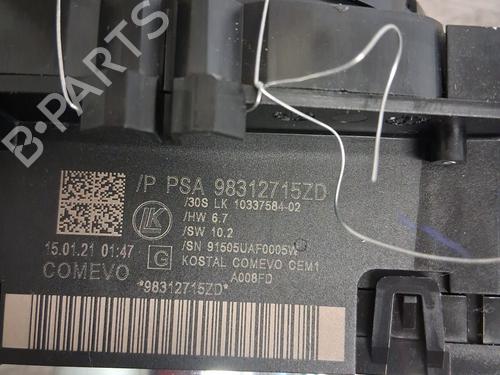 B-PARTS
/P PSA 98312715ZD
/30S LK 10337584-02
/HW 6.7
/SW 10.2
/SN 91505UAF0005W
KOSTAL COMEVO CEM1
A008FD
K
15.01.21 01:47
G
COMEVO
*98312715ZD*